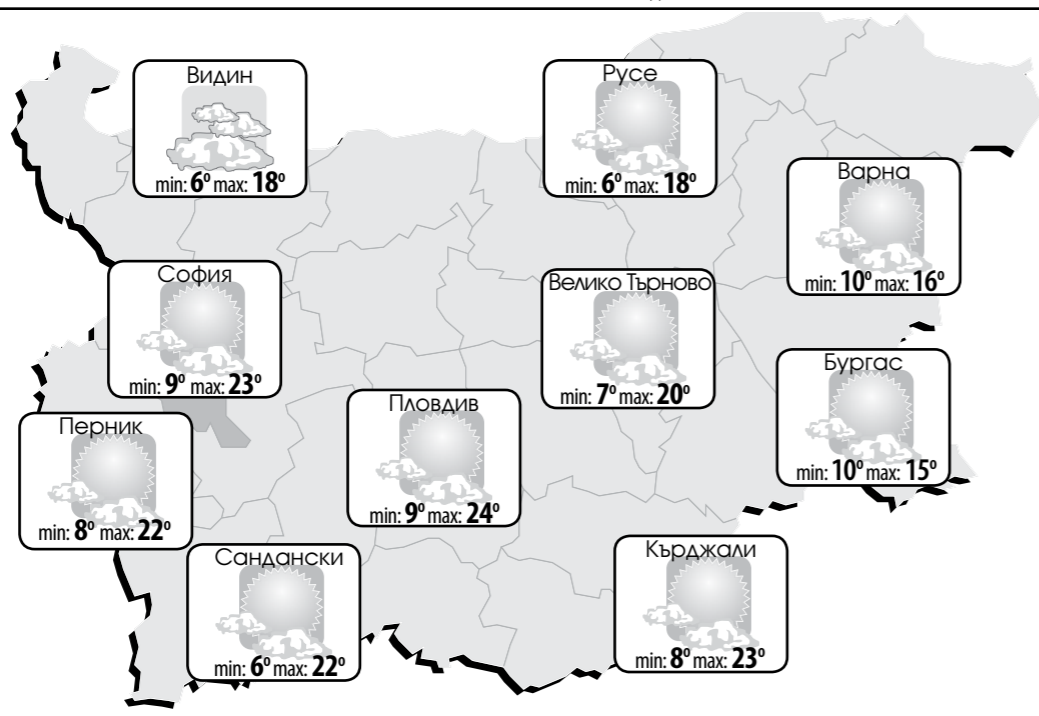 Видин
min: 6° max: 18°
Русе
min: 6° max: 18°
Варна
min: 10° max: 16°
София
min: 9° max: 23°
Велико Търново
min: 7° max: 20°
Бургас
min: 10° max: 15°
Пловдив
min: 9° max: 24°
Перник
min: 8° max: 22°
Сандански
min: 6° max: 22°
Кърджали
min: 8° max: 23°